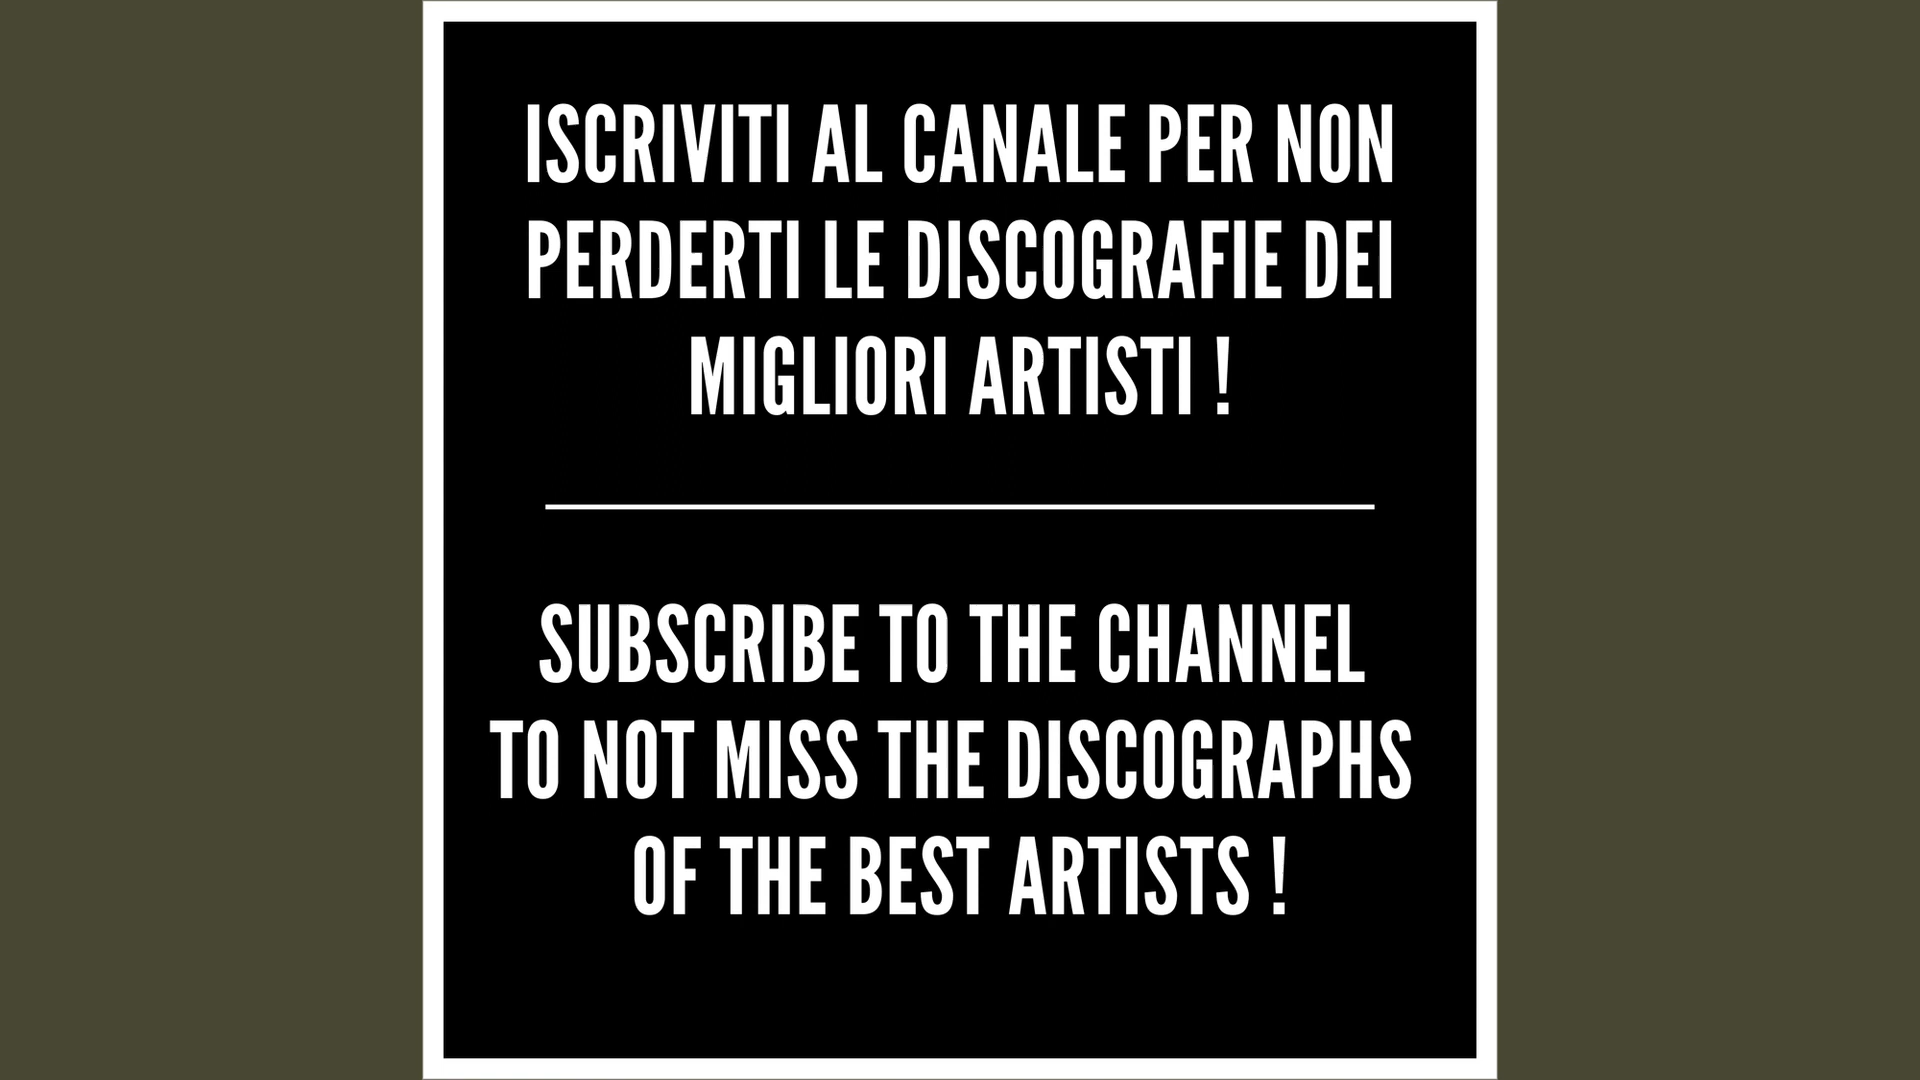 ISCRIVITI AL CANALE PER NON
PERDERTI LE DISCOGRAFIE DEI
MIGLIORI ARTISTI !
SUBSCRIBE TO THE CHANNEL
TO NOT MISS THE DISCOGRAPHS
OF THE BEST ARTISTS !